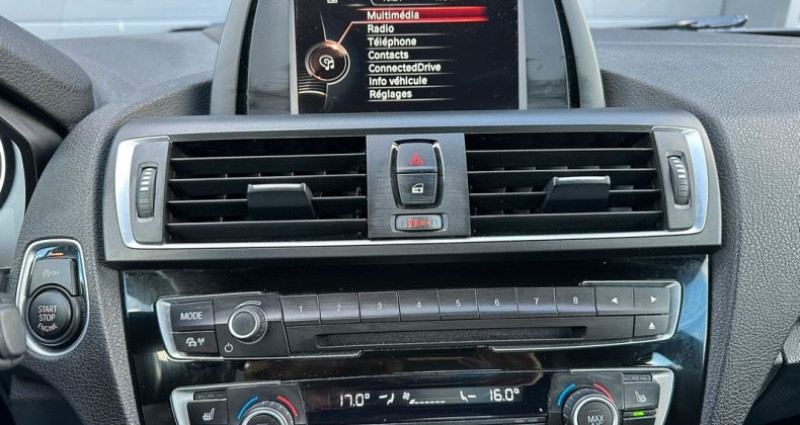 Multimédia
Radio
Téléphone
Contacts
ConnectedDrive
Info véhicule
Réglages
START
STOP
ENGINE
MODE
1 2 3 4 5 6 7 8
17.0°
16.0°
MAX